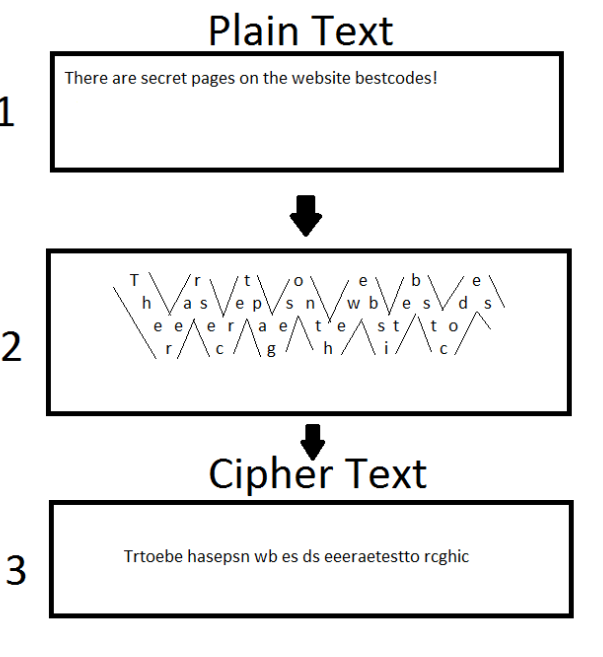 Plain Text
1
There are secret pages on the website bestcodes!
2
T r t o e b e
h a s e p s n w b e s d s
e e e r a e t e s t t o
r c g h i c
Cipher Text
3
Trtoebe hasepsn wb es ds eeeraetestto rcghic